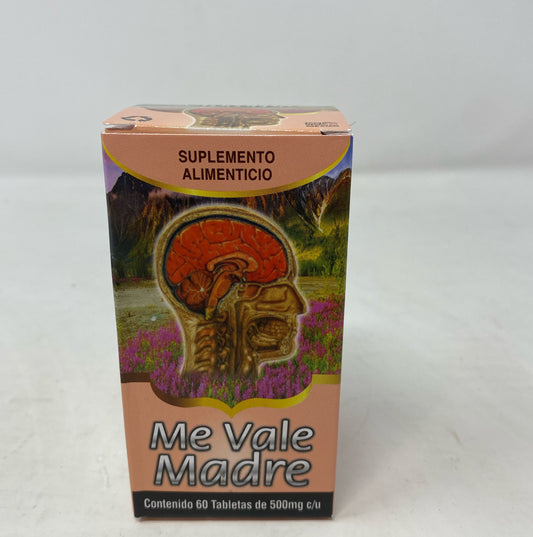 SUPLEMENTO
ALIMENTICIO
Me Vale
Madre
Contenido 60 Tabletas de 500mg c/u